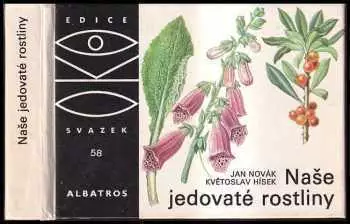 Naše jedovaté rostliny
EDICE
OKO
SVAZEK
58
ALBATROS
JAN NOVÁK
KVĚTOSLAV HÍSEK
Naše
jedovaté rostliny